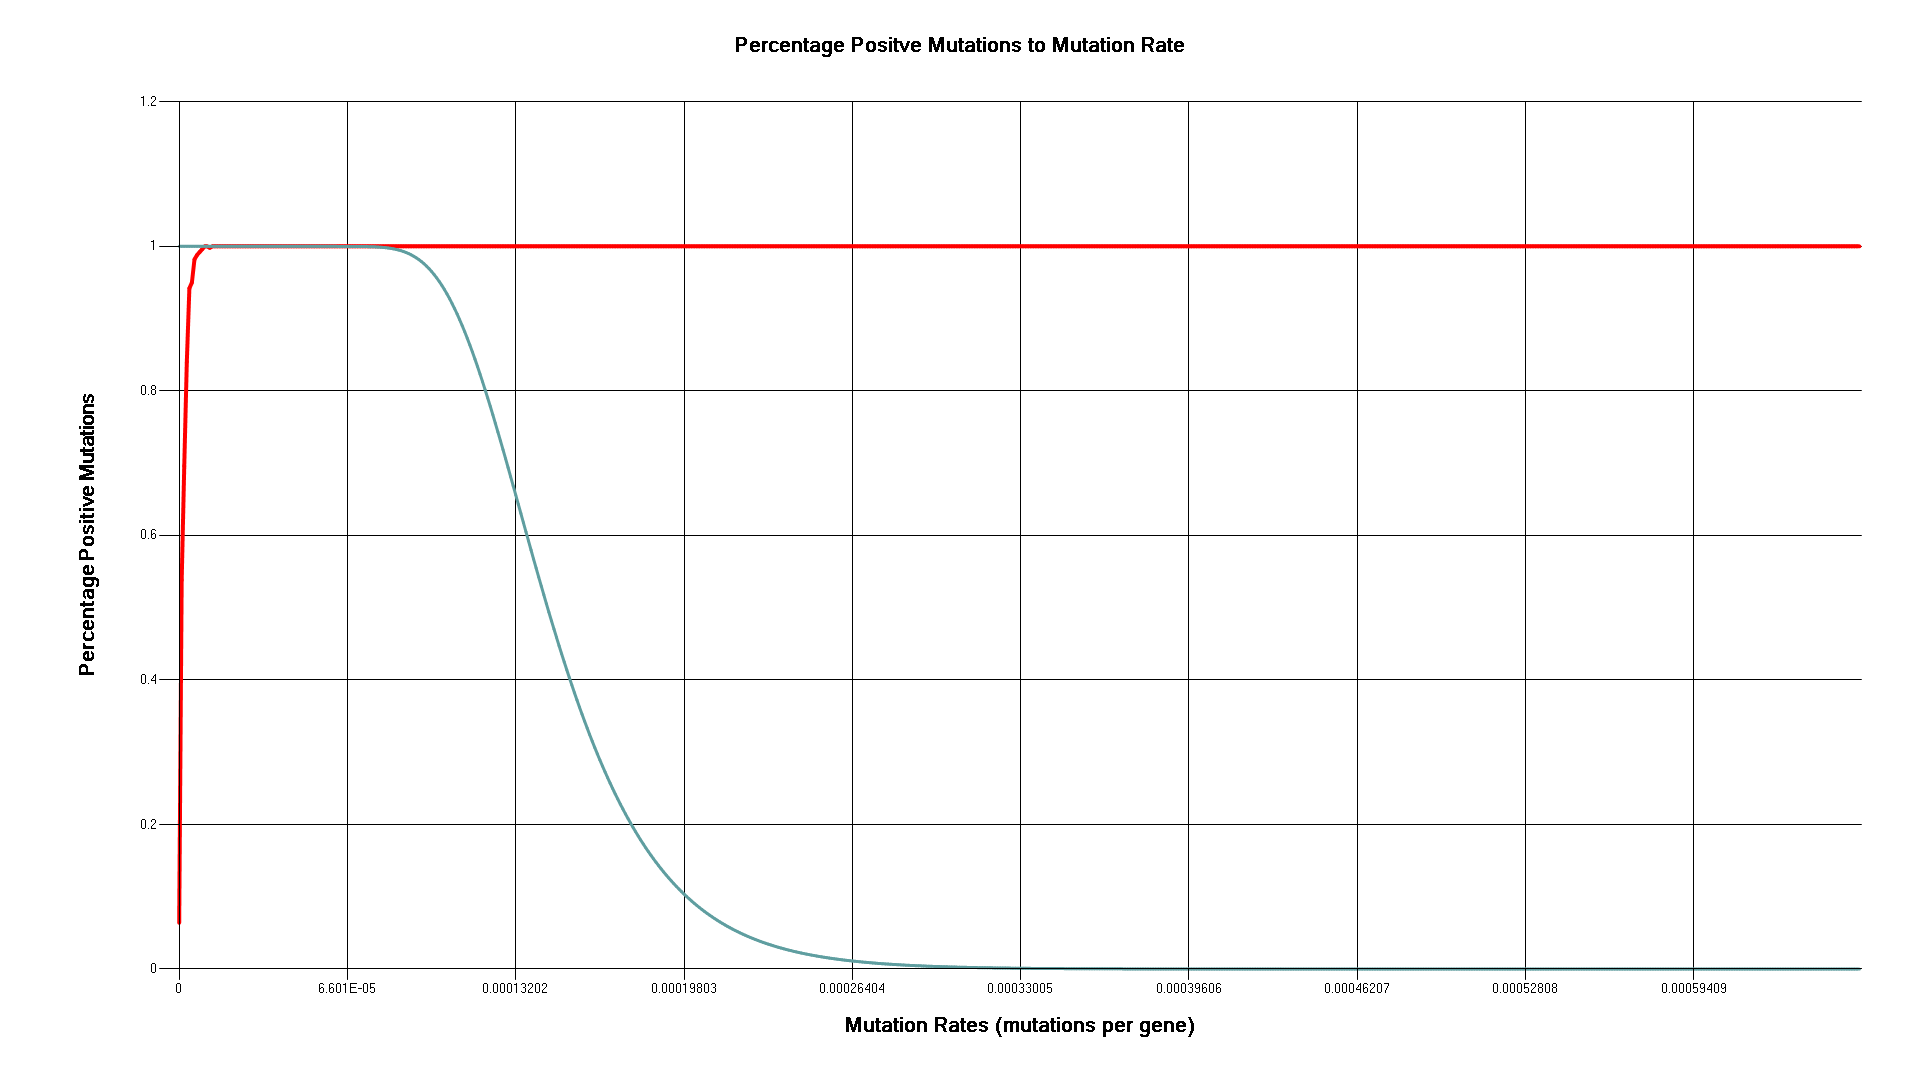 Percentage Positve Mutations to Mutation Rate
1.2
1
0.8
0.6
0.4
0.2
0
Percentage Positive Mutations
0 6.601E-05 0.00013202 0.00019803 0.00026404 0.00033005 0.00039606 0.00046207 0.00052808 0.00059409
Mutation Rates (mutations per gene)